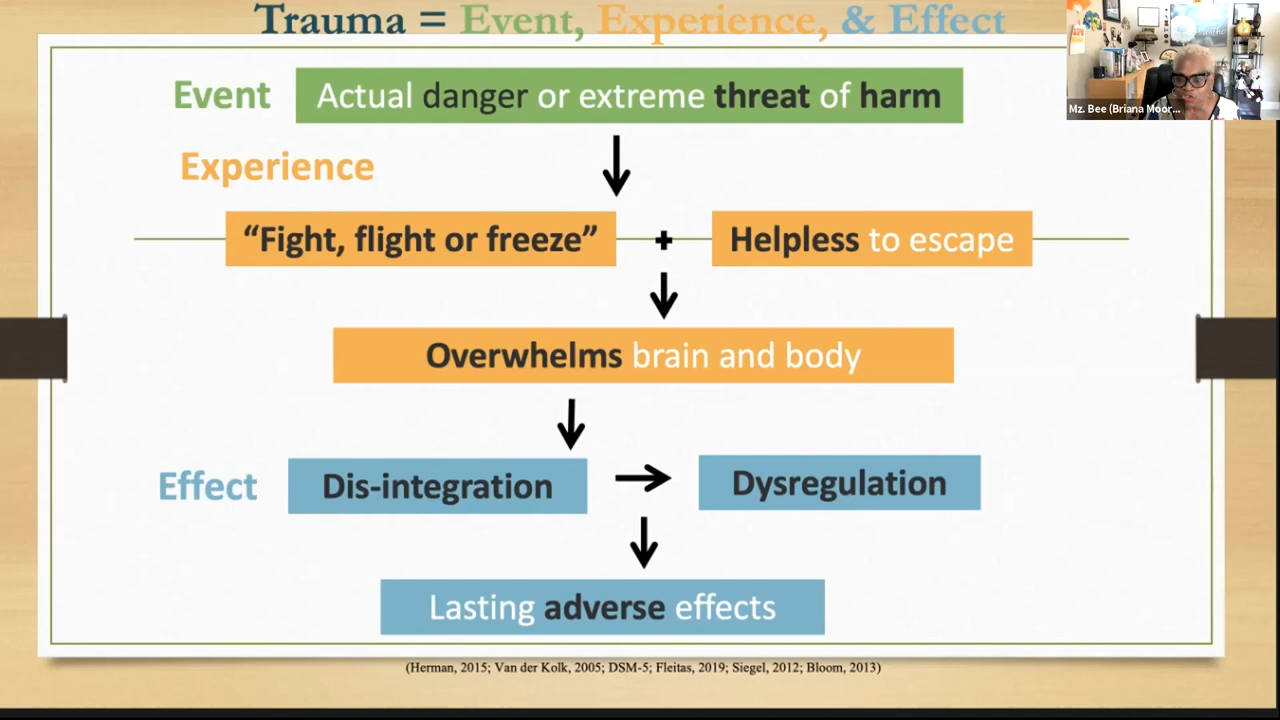 Trauma = Event, Experience, & Effect
Event
Actual danger or extreme threat of harm
Experience
“Fight, flight or freeze”
+
Helpless to escape
Overwhelms brain and body
Effect
Dis-integration
Dysregulation
Lasting adverse effects
(Herman, 2015; Van der Kolk, 2005; DSM-5; Fleitas, 2019; Siegel, 2012; Bloom, 2013)
Mz. Bee (Briana Moor...
breathe